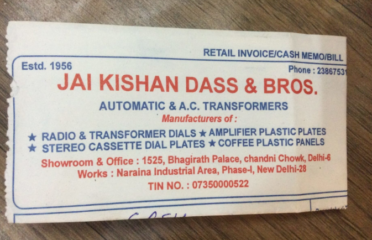 RETAIL INVOICE/CASH MEMO/BILL
Estd. 1956
Phone : 23867531
JAI KISHAN DASS & BROS.
AUTOMATIC & A.C. TRANSFORMERS
Manufacturers of :
★ RADIO & TRANSFORMER DIALS ★ AMPLIFIER PLASTIC PLATES
★ STEREO CASSETTE DIAL PLATES ★ COFFEE PLASTIC PANELS
Showroom & Office : 1525, Bhagirath Palace, chandni Chowk, Delhi-6
Works : Naraina Industrial Area, Phase-I, New Delhi-28
TIN NO. : 07350000522